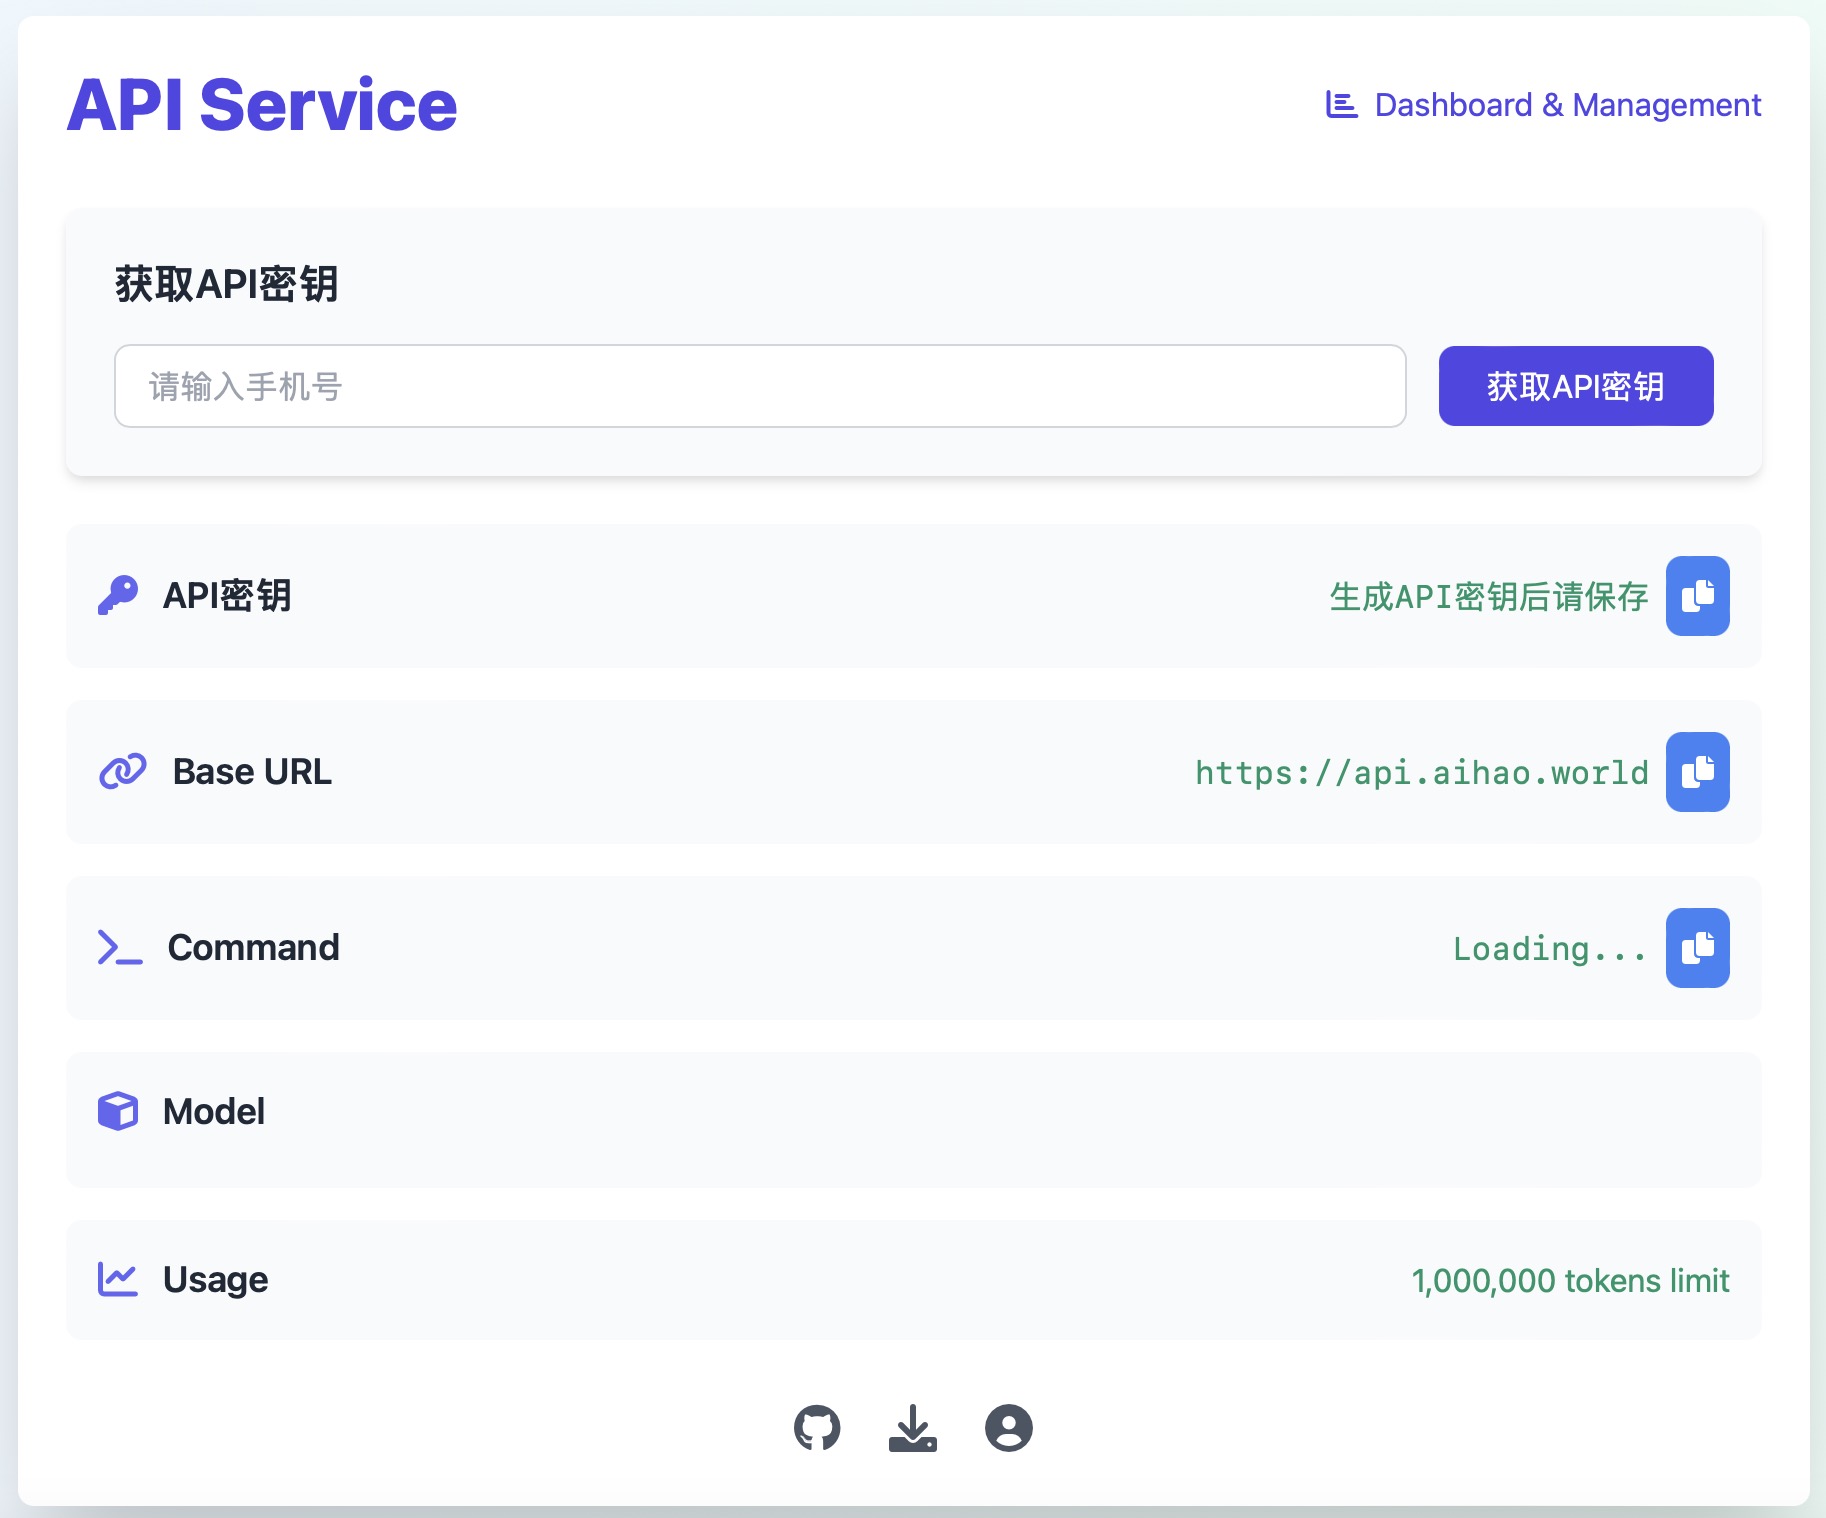 API Service
Dashboard & Management
获取API密钥
请输入手机号
获取API密钥
API密钥
生成API密钥后请保存
Base URL
https://api.aihao.world
Command
Loading...
Model
Usage
1,000,000 tokens limit